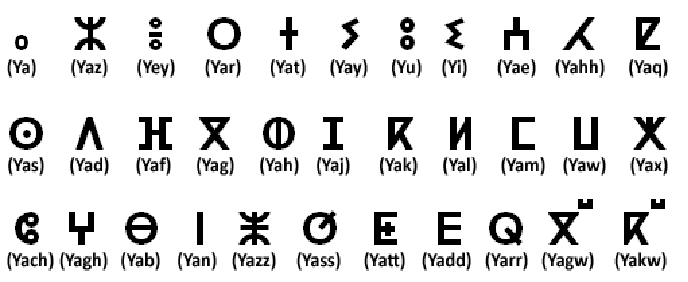 ⴰ ⵣ ⴻ ⵔ ⵜ ⵢ ⵓ ⵉ ⵄ ⵃ ⵇ
(Ya) (Yaz) (Yey) (Yar) (Yat) (Yay) (Yu) (Yi) (Yae) (Yahh) (Yaq)
ⵙ ⴷ ⴼ ⴳ ⵀ ⵊ ⴽ ⵍ ⵎ ⵡ ⵅ
(Yas) (Yad) (Yaf) (Yag) (Yah) (Yaj) (Yak) (Yal) (Yam) (Yaw) (Yax)
ⵛ ⵖ ⴱ ⵏ ⵥ ⵚ ⵟ ⴹ ⵕ ⴳⵯ ⴽⵯ
(Yach) (Yagh) (Yab) (Yan) (Yazz) (Yass) (Yatt) (Yadd) (Yarr) (Yagw) (Yakw)